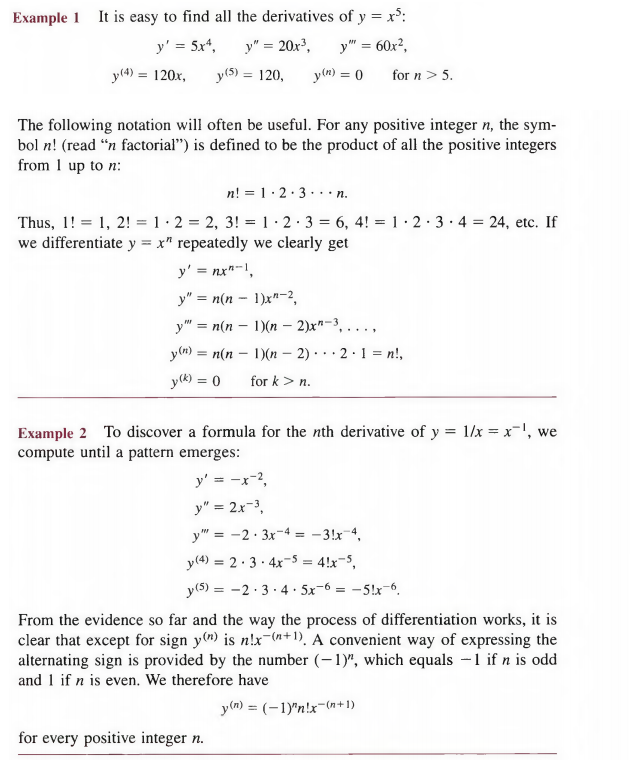 Example 1 It is easy to find all the derivatives of y = x⁵:
y′ = 5x⁴, y″ = 20x³, y‴ = 60x²,
y⁽⁴⁾ = 120x, y⁽⁵⁾ = 120, y⁽ⁿ⁾ = 0 for n > 5.
The following notation will often be useful. For any positive integer n, the sym-
bol n! (read “n factorial”) is defined to be the product of all the positive integers
from 1 up to n:
n! = 1 · 2 · 3 · · · n.
Thus, 1! = 1, 2! = 1 · 2 = 2, 3! = 1 · 2 · 3 = 6, 4! = 1 · 2 · 3 · 4 = 24, etc. If
we differentiate y = xⁿ repeatedly we clearly get
y′ = nxⁿ⁻¹,
y″ = n(n − 1)xⁿ⁻²,
y‴ = n(n − 1)(n − 2)xⁿ⁻³, . . . ,
y⁽ⁿ⁾ = n(n − 1)(n − 2) · · · 2 · 1 = n!,
y⁽ᵏ⁾ = 0 for k > n.
Example 2 To discover a formula for the nth derivative of y = 1/x = x⁻¹, we
compute until a pattern emerges:
y′ = −x⁻²,
y″ = 2x⁻³,
y‴ = −2 · 3x⁻⁴ = −3!x⁻⁴,
y⁽⁴⁾ = 2 · 3 · 4x⁻⁵ = 4!x⁻⁵,
y⁽⁵⁾ = −2 · 3 · 4 · 5x⁻⁶ = −5!x⁻⁶.
From the evidence so far and the way the process of differentiation works, it is
clear that except for sign y⁽ⁿ⁾ is n!x⁻⁽ⁿ⁺¹⁾. A convenient way of expressing the
alternating sign is provided by the number (−1)ⁿ, which equals −1 if n is odd
and 1 if n is even. We therefore have
y⁽ⁿ⁾ = (−1)ⁿn!x⁻⁽ⁿ⁺¹⁾
for every positive integer n.